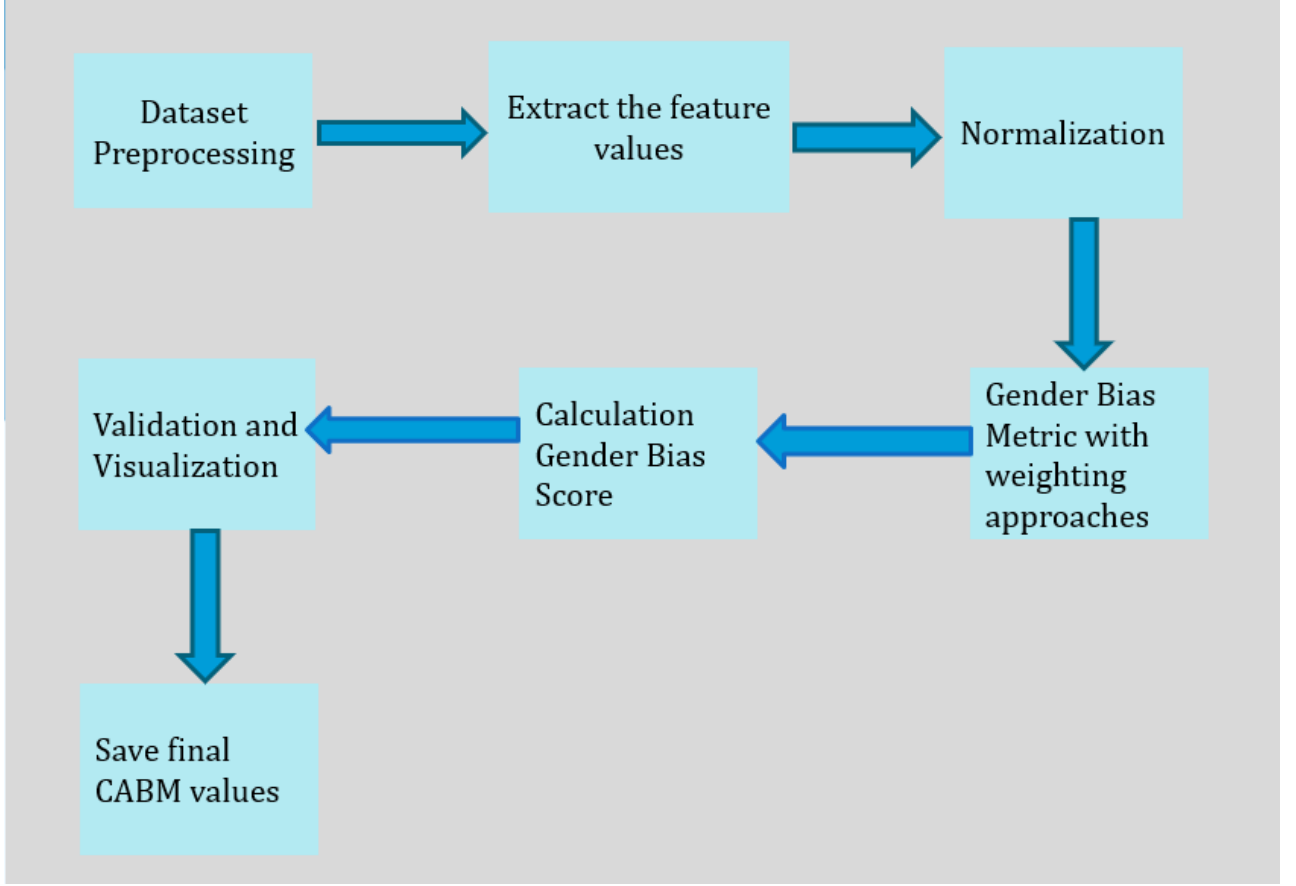 Dataset
Preprocessing
Extract the feature
values
Normalization
Gender Bias
Metric with
weighting
approaches
Calculation
Gender Bias
Score
Validation and
Visualization
Save final
CABM values